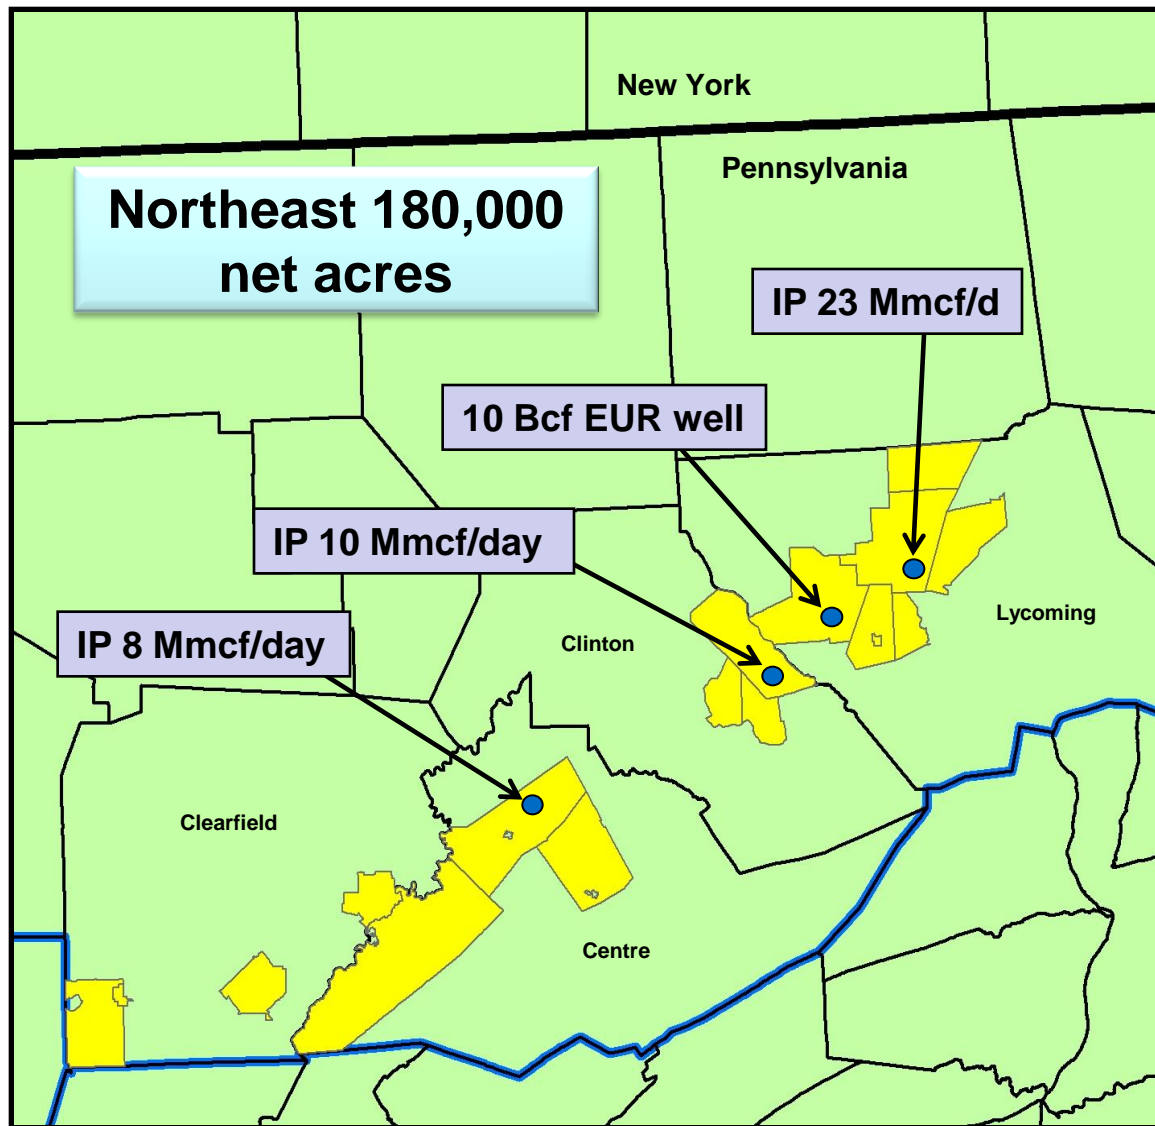 New York
Pennsylvania
Northeast 180,000
net acres
IP 23 Mmcf/d
10 Bcf EUR well
IP 10 Mmcf/day
IP 8 Mmcf/day
Clinton
Lycoming
Clearfield
Centre